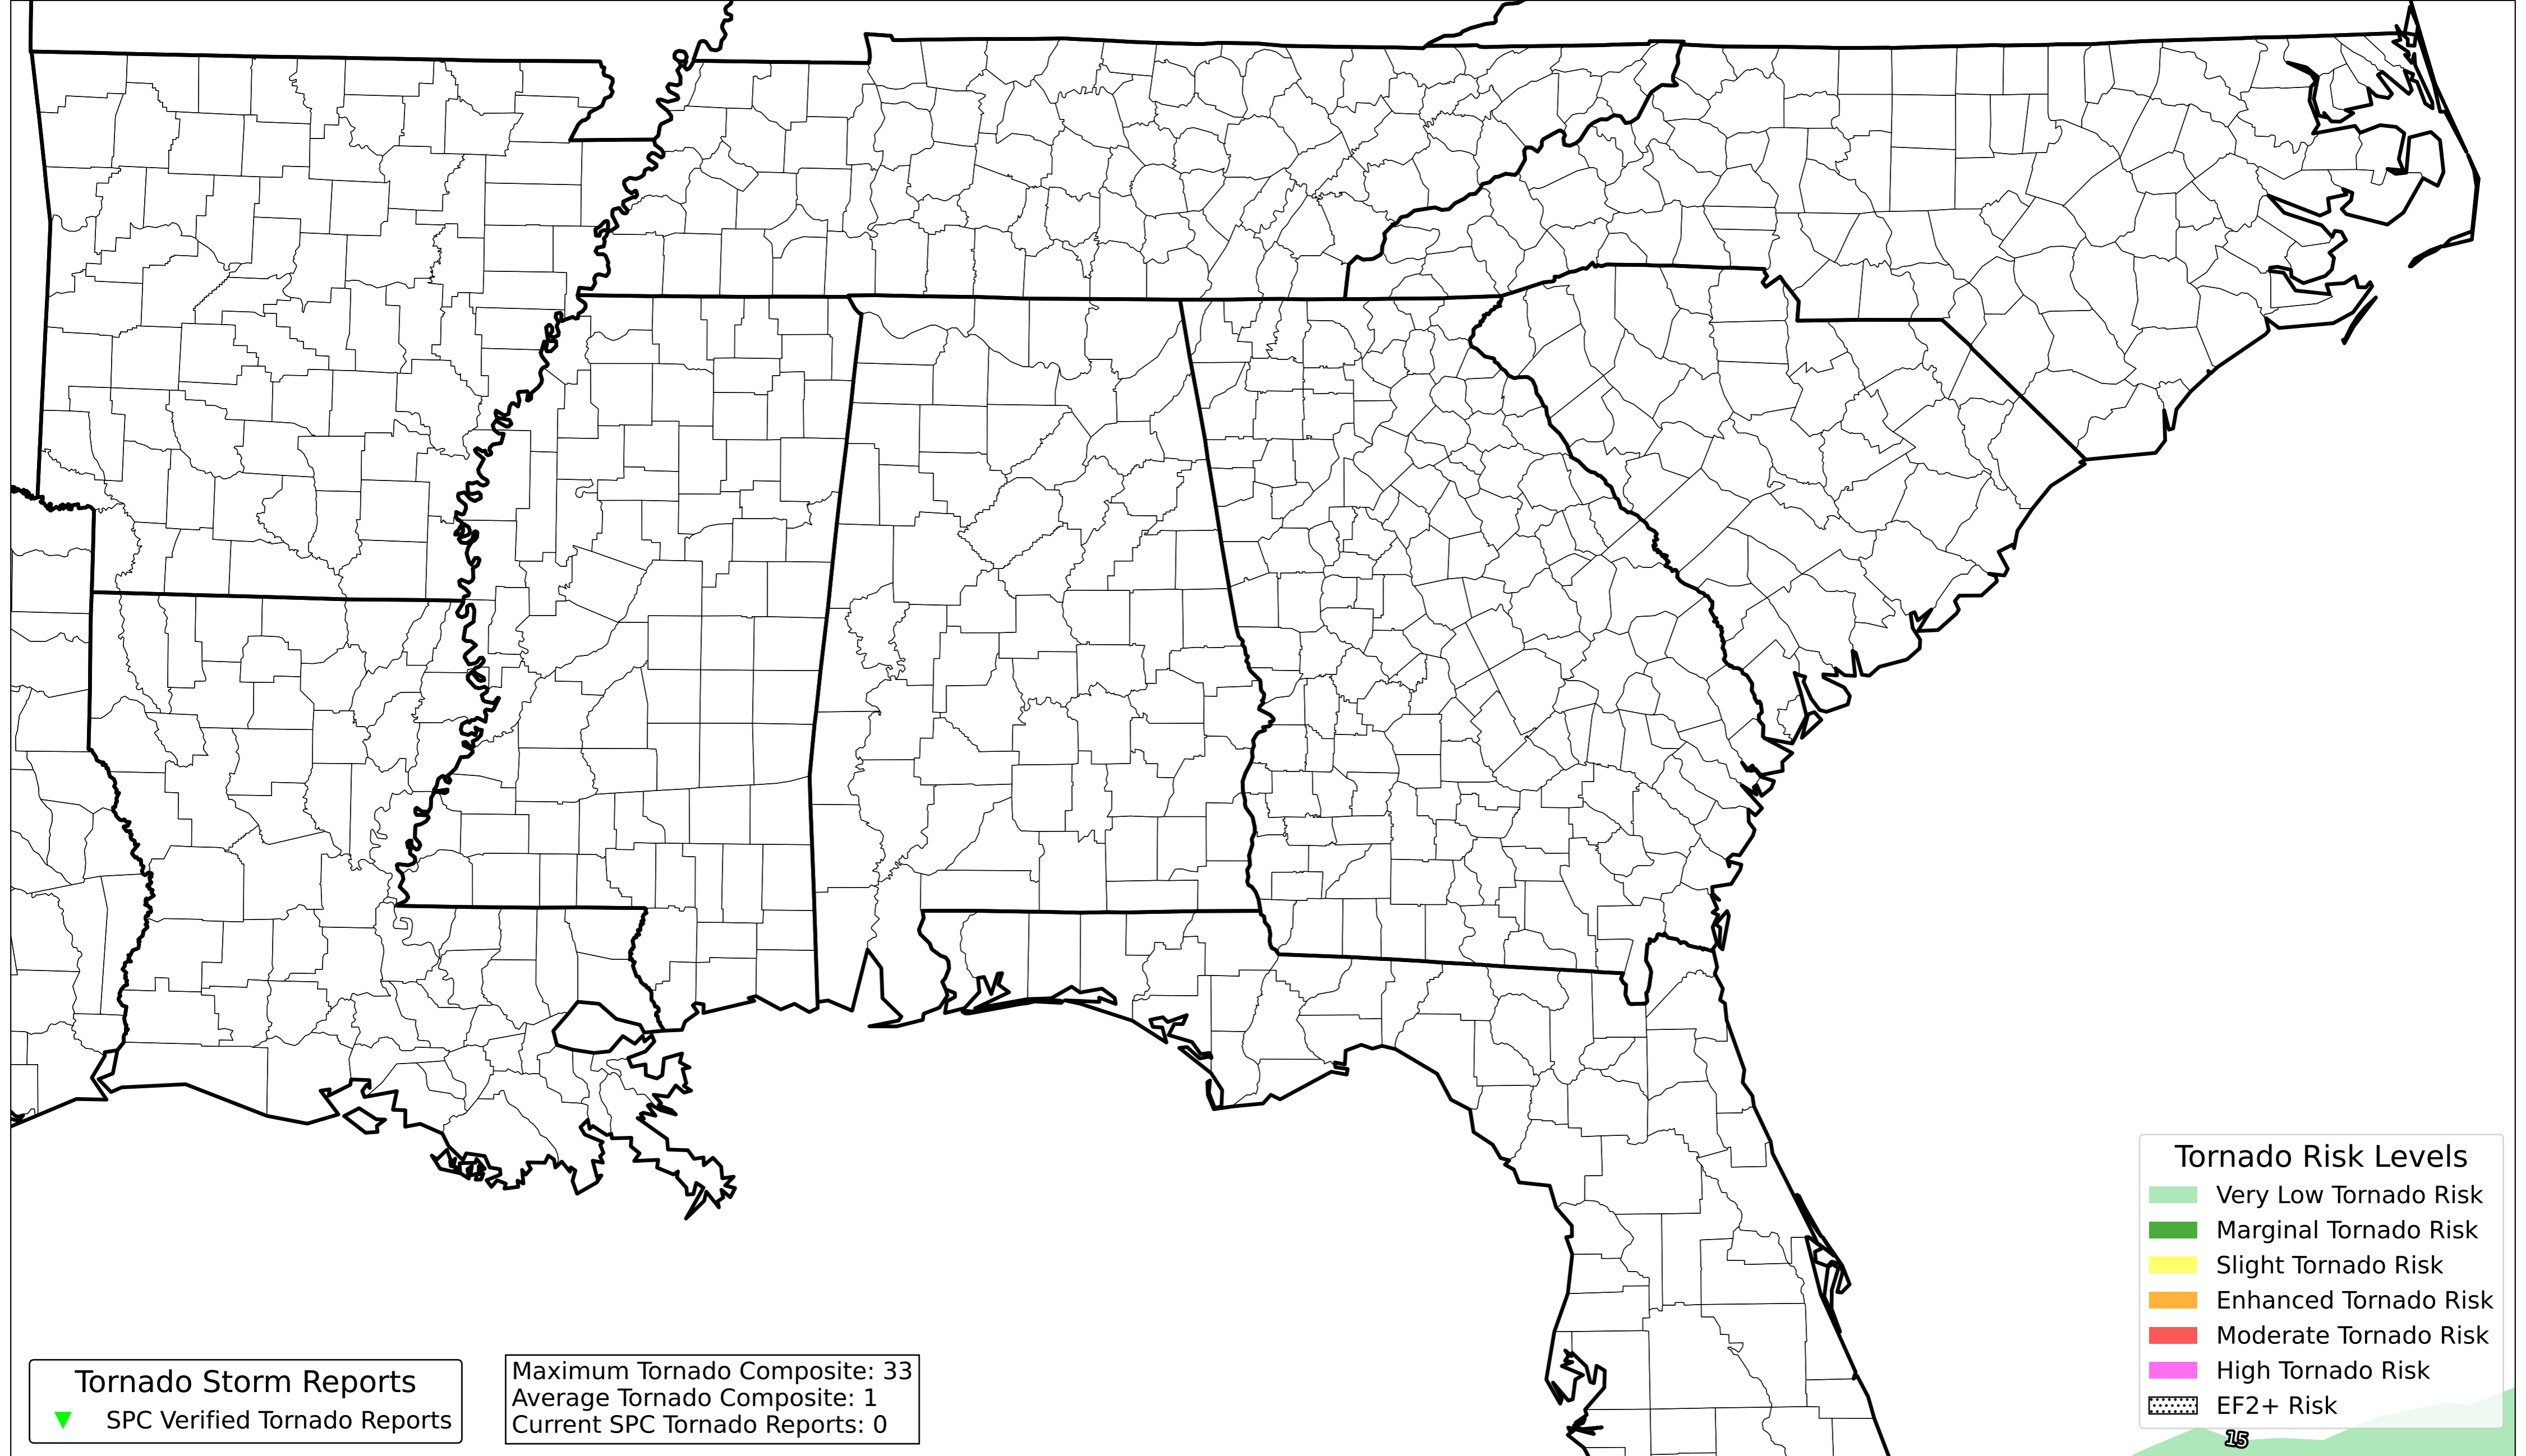 Tornado Risk Levels
Very Low Tornado Risk
Marginal Tornado Risk
Slight Tornado Risk
Enhanced Tornado Risk
Moderate Tornado Risk
High Tornado Risk
EF2+ Risk
15
Tornado Storm Reports
SPC Verified Tornado Reports
Maximum Tornado Composite: 33
Average Tornado Composite: 1
Current SPC Tornado Reports: 0